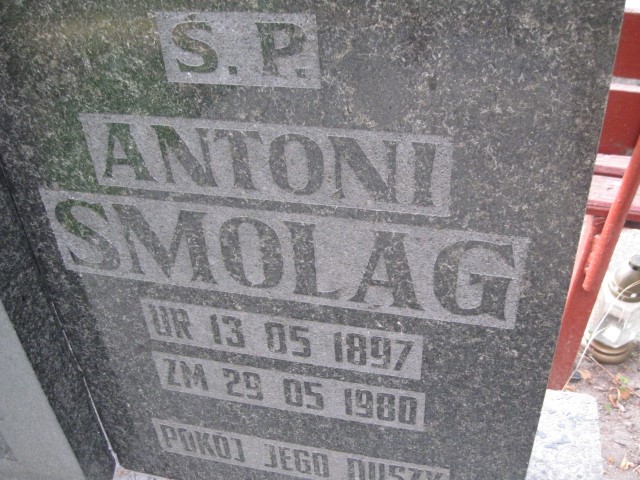 S. P.
ANTONI
SMOLAG
UR 13 05 1897
ZM 29 05 1980
POKOJ JEGO DUSZY